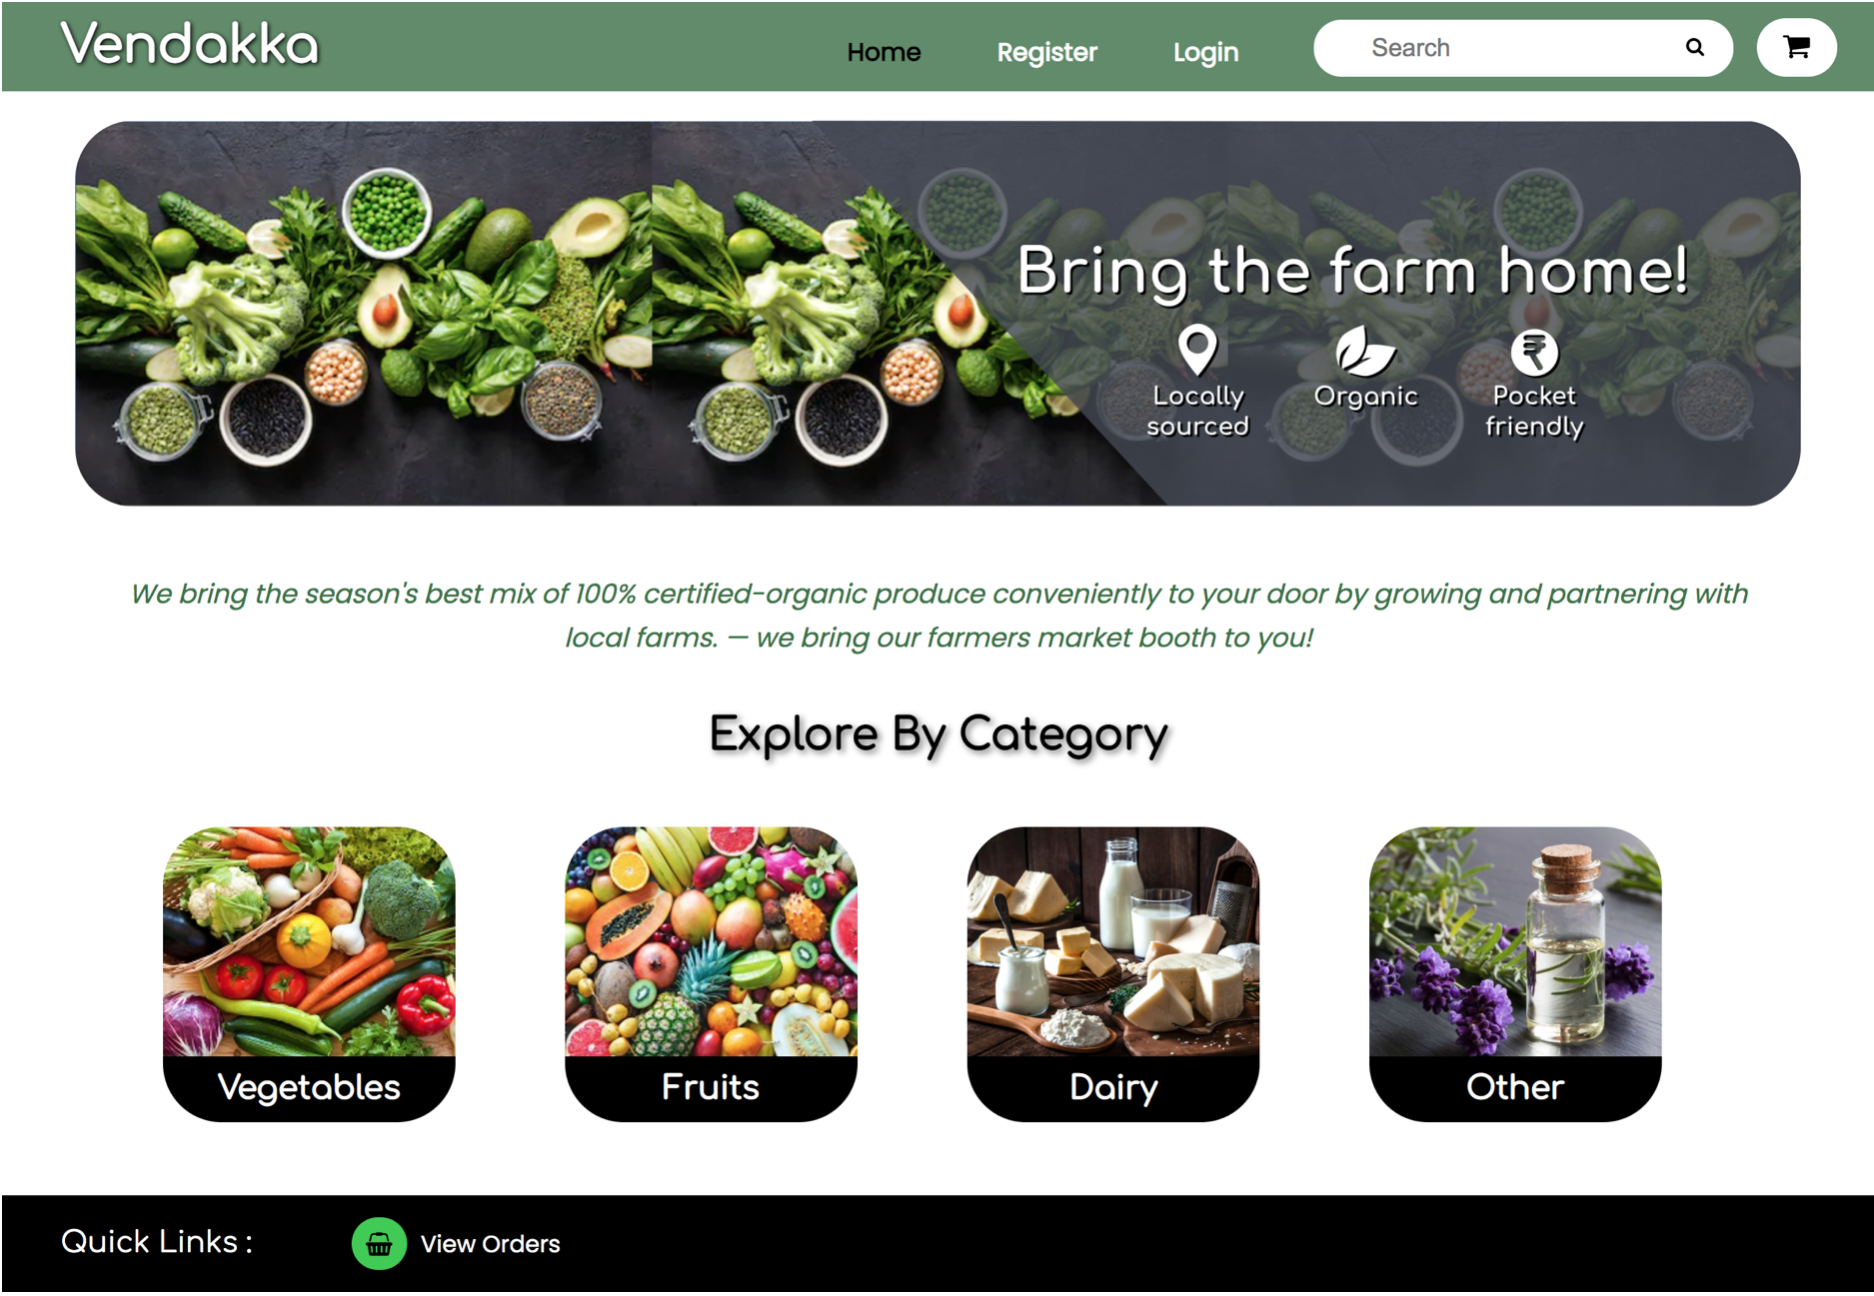 Vendakka
Home Register Login Search
Bring the farm home!
Locally
sourced
Organic
Pocket
friendly
We bring the season's best mix of 100% certified-organic produce conveniently to your door by growing and partnering with
local farms. — we bring our farmers market booth to you!
Explore By Category
Vegetables
Fruits
Dairy
Other
Quick Links :
View Orders